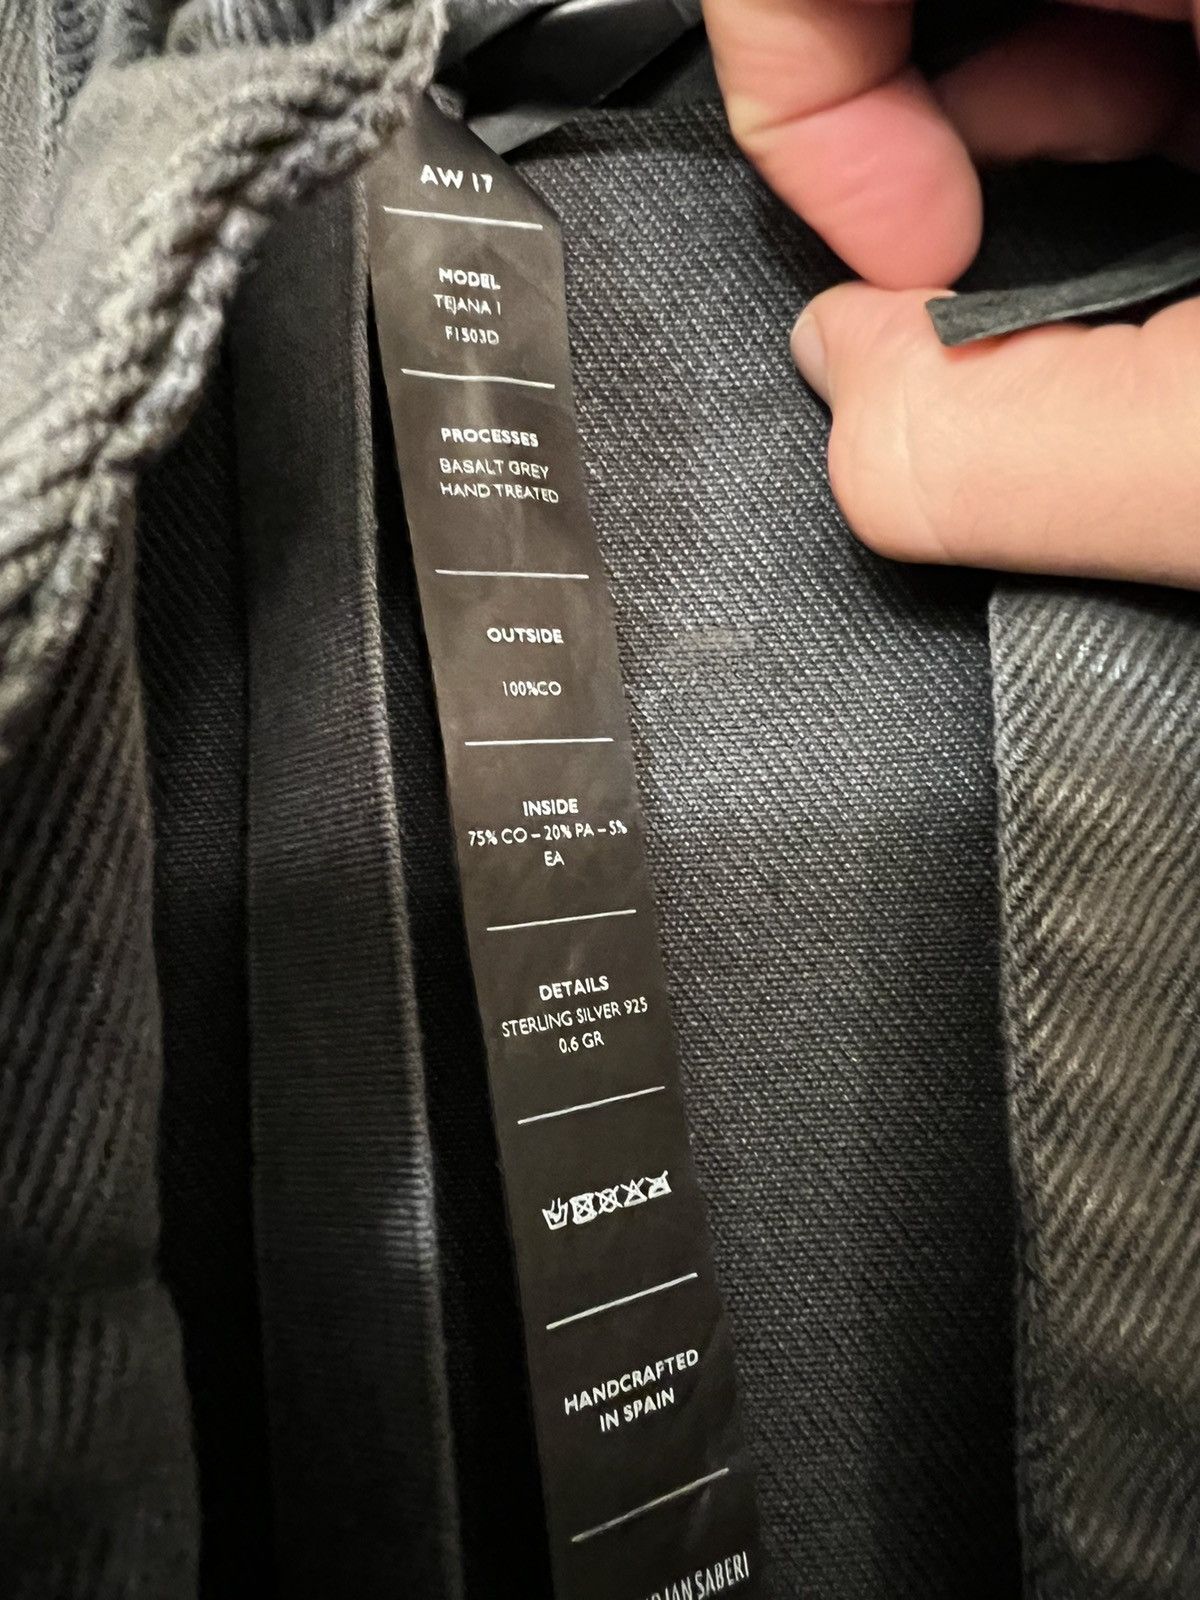 AW 17
MODEL
TEJANA 1
F1503D
PROCESSES
BASALT GREY
HAND TREATED
OUTSIDE
100%CO
INSIDE
75% CO – 20% PA – 5%
EA
DETAILS
STERLING SILVER 925
0.6 GR
HANDCRAFTED
IN SPAIN
SABERI